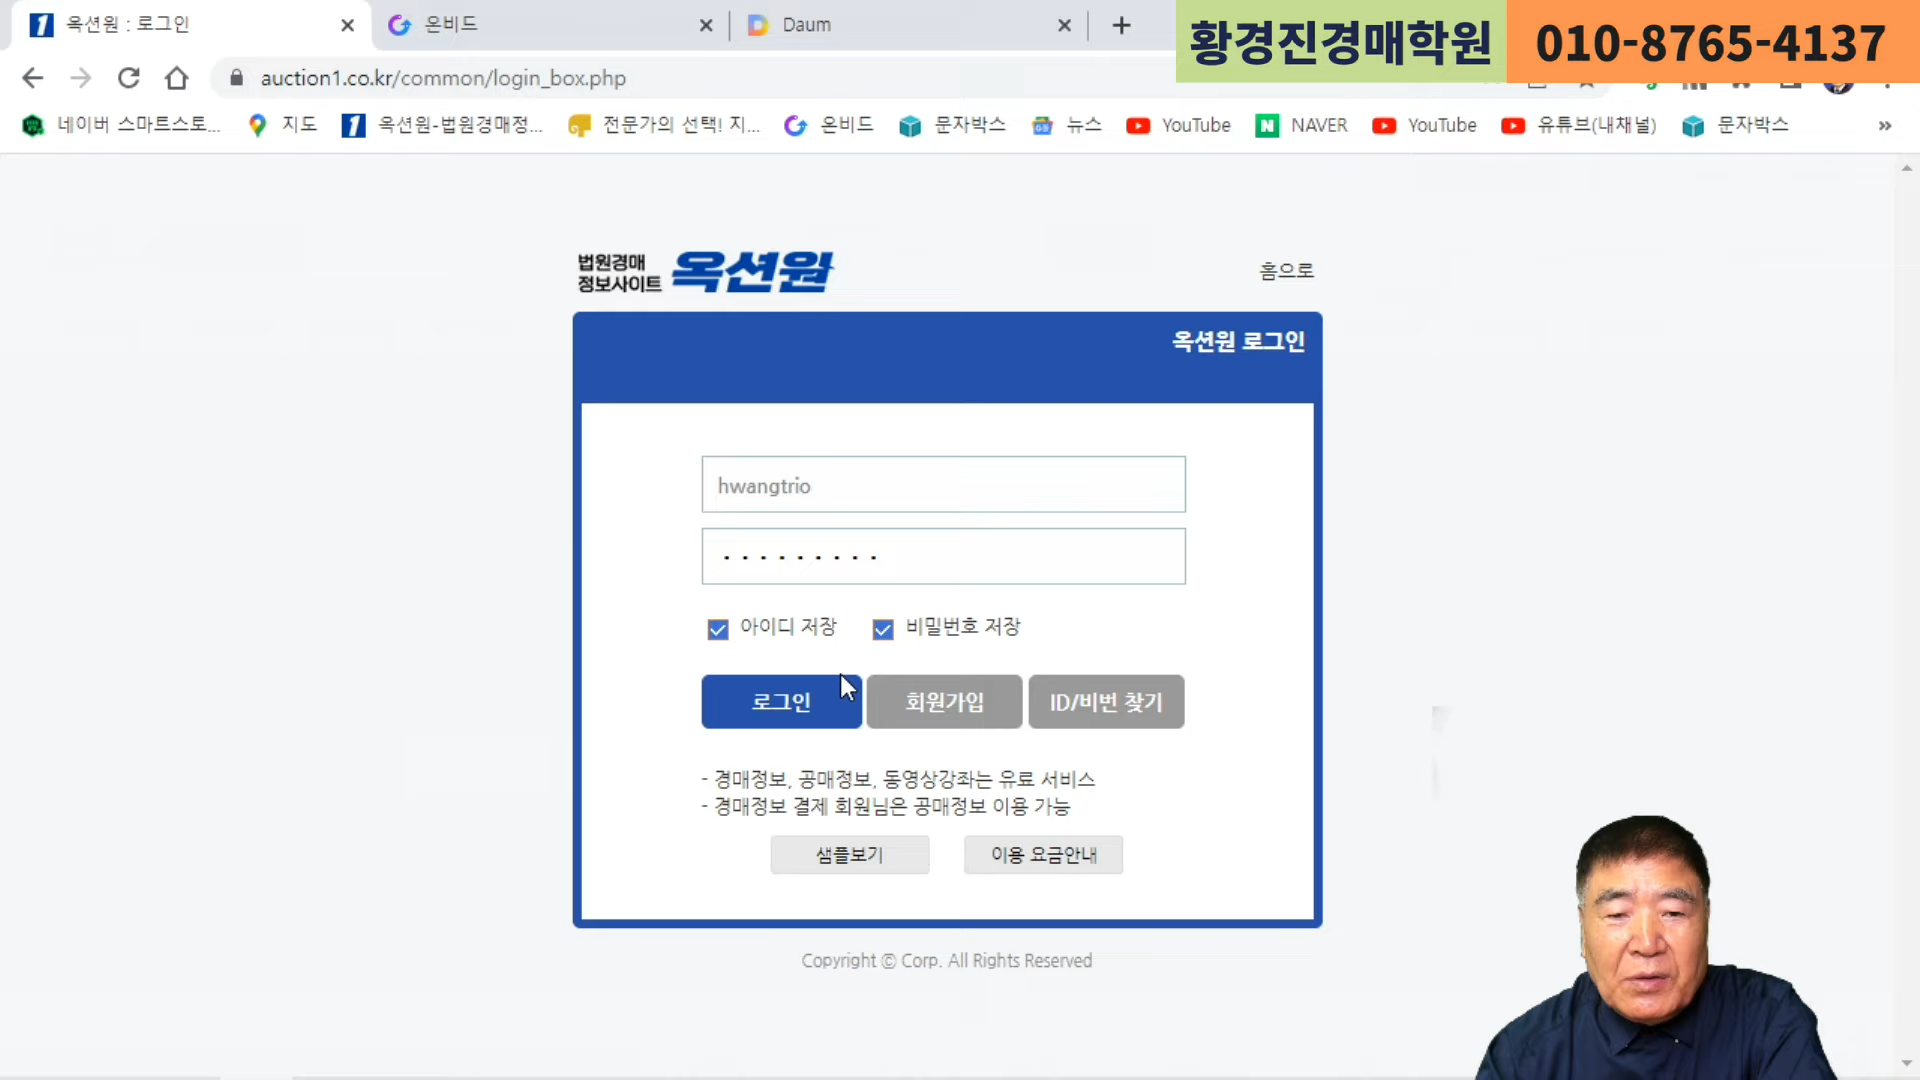 옥션원 : 로그인
온비드
Daum
황경진경매학원 010-8765-4137
auction1.co.kr/common/login_box.php
네이버 스마트스토...
지도
옥션원-법원경매정...
전문가의 선택! 지...
온비드
문자박스
뉴스
YouTube
NAVER
YouTube
유튜브(내채널)
문자박스
법원경매
정보사이트
옥션원
홈으로
옥션원 로그인
hwangtrio
아이디 저장
비밀번호 저장
로그인
회원가입
ID/비번 찾기
- 경매정보, 공매정보, 동영상강좌는 유료 서비스
- 경매정보 결제 회원님은 공매정보 이용 가능
샘플보기
이용 요금안내
Copyright ⓒ Corp. All Rights Reserved